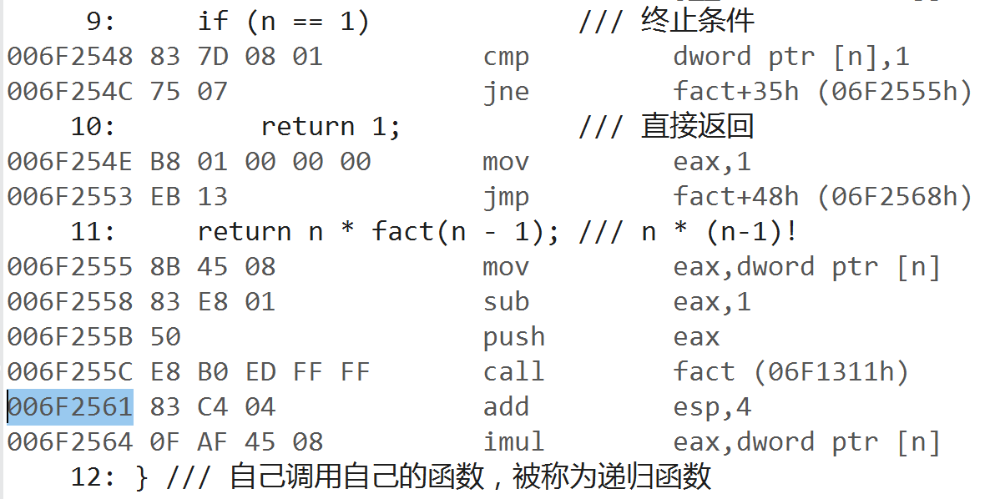 9: if (n == 1) /// 终止条件
006F2548 83 7D 08 01 cmp dword ptr [n],1
006F254C 75 07 jne fact+35h (06F2555h)
10: return 1; /// 直接返回
006F254E B8 01 00 00 00 mov eax,1
006F2553 EB 13 jmp fact+48h (06F2568h)
11: return n * fact(n - 1); /// n * (n-1)!
006F2555 8B 45 08 mov eax,dword ptr [n]
006F2558 83 E8 01 sub eax,1
006F255B 50 push eax
006F255C E8 B0 ED FF FF call fact (06F1311h)
006F2561 83 C4 04 add esp,4
006F2564 0F AF 45 08 imul eax,dword ptr [n]
12: } /// 自己调用自己的函数，被称为递归函数